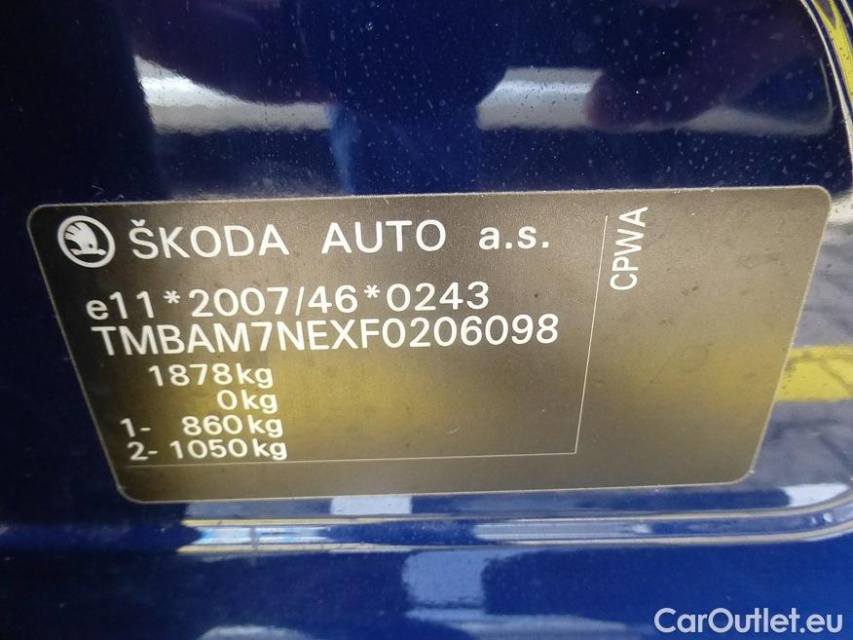 ŠKODA AUTO a.s.
e11*2007/46*0243
TMBAM7NEXF0206098
1878kg
0kg
1- 860kg
2- 1050kg
CPWA
CarOutlet.eu